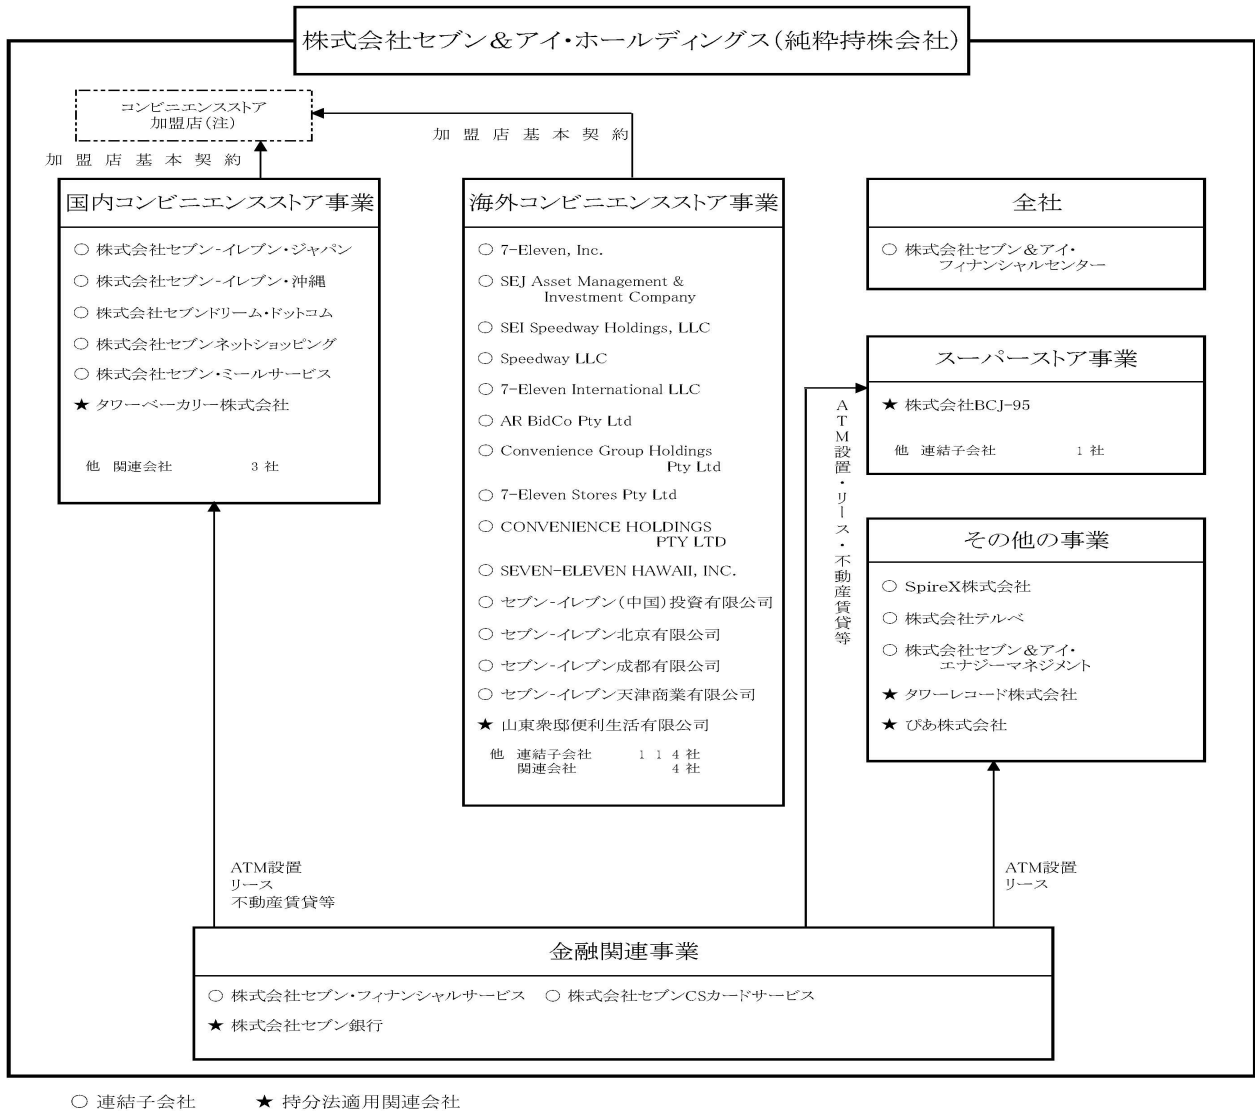 株式会社セブン＆アイ・ホールディングス(純粋持株会社)
コンビニエンスストア
加盟店(注)
加盟店基本契約
加盟店基本契約
国内コンビニエンスストア事業
○ 株式会社セブン-イレブン・ジャパン
○ 株式会社セブン-イレブン・沖縄
○ 株式会社セブンドリーム・ドットコム
○ 株式会社セブンネットショッピング
○ 株式会社セブン・ミールサービス
★ タワーベーカリー株式会社
他 関連会社 3 社
海外コンビニエンスストア事業
○ 7-Eleven, Inc.
○ SEJ Asset Management &
Investment Company
○ SEI Speedway Holdings, LLC
○ Speedway LLC
○ 7-Eleven International LLC
○ AR BidCo Pty Ltd
○ Convenience Group Holdings
Pty Ltd
○ 7-Eleven Stores Pty Ltd
○ CONVENIENCE HOLDINGS
PTY LTD
○ SEVEN-ELEVEN HAWAII, INC.
○ セブン-イレブン(中国)投資有限公司
○ セブン-イレブン北京有限公司
○ セブン-イレブン成都有限公司
○ セブン-イレブン天津商業有限公司
★ 山東衆邸便利生活有限公司
他 連結子会社 114 社
関連会社 4 社
全社
○ 株式会社セブン＆アイ・
フィナンシャルセンター
スーパーストア事業
★ 株式会社BCJ-95
他 連結子会社 1 社
ATM設置・リース・不動産賃貸等
その他の事業
○ SpireX株式会社
○ 株式会社テルベ
○ 株式会社セブン＆アイ・
エナジーマネジメント
★ タワーレコード株式会社
★ ぴあ株式会社
ATM設置
リース
不動産賃貸等
ATM設置
リース
金融関連事業
○ 株式会社セブン・フィナンシャルサービス ○ 株式会社セブンCSカードサービス
★ 株式会社セブン銀行
○ 連結子会社 ★ 持分法適用関連会社